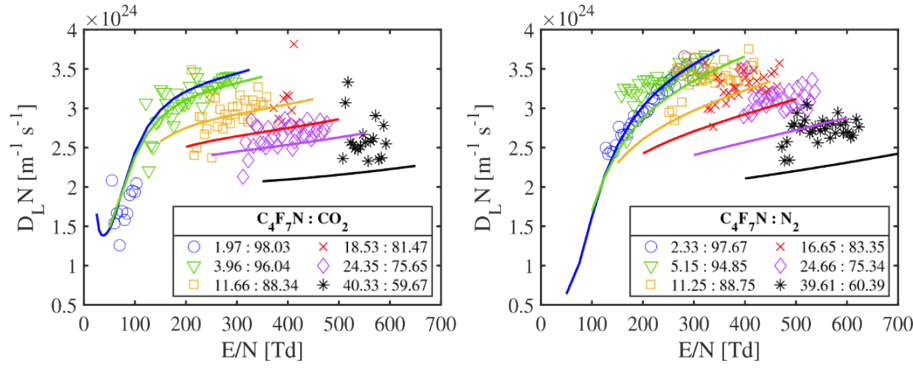 ×10²⁴
4
3.5
3
2.5
2
1.5
1
0.5
D_L N [m⁻¹ s⁻¹]
C₄F₇N : CO₂
1.97 : 98.03
18.53 : 81.47
3.96 : 96.04
24.35 : 75.65
11.66 : 88.34
40.33 : 59.67
0 100 200 300 400 500 600 700
E/N [Td]
×10²⁴
4
3.5
3
2.5
2
1.5
1
0.5
D_L N [m⁻¹ s⁻¹]
C₄F₇N : N₂
2.33 : 97.67
16.65 : 83.35
5.15 : 94.85
24.66 : 75.34
11.25 : 88.75
39.61 : 60.39
0 100 200 300 400 500 600 700
E/N [Td]